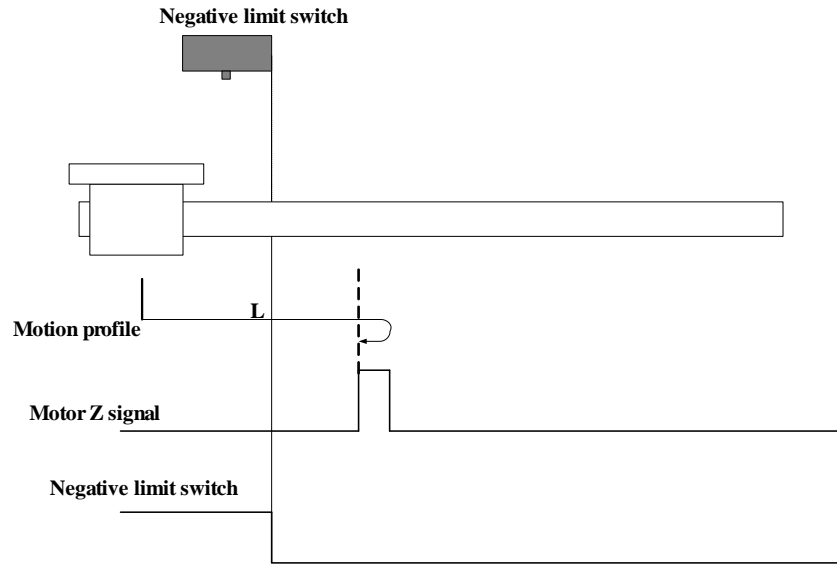 Negative limit switch
L
Motion profile
Motor Z signal
Negative limit switch